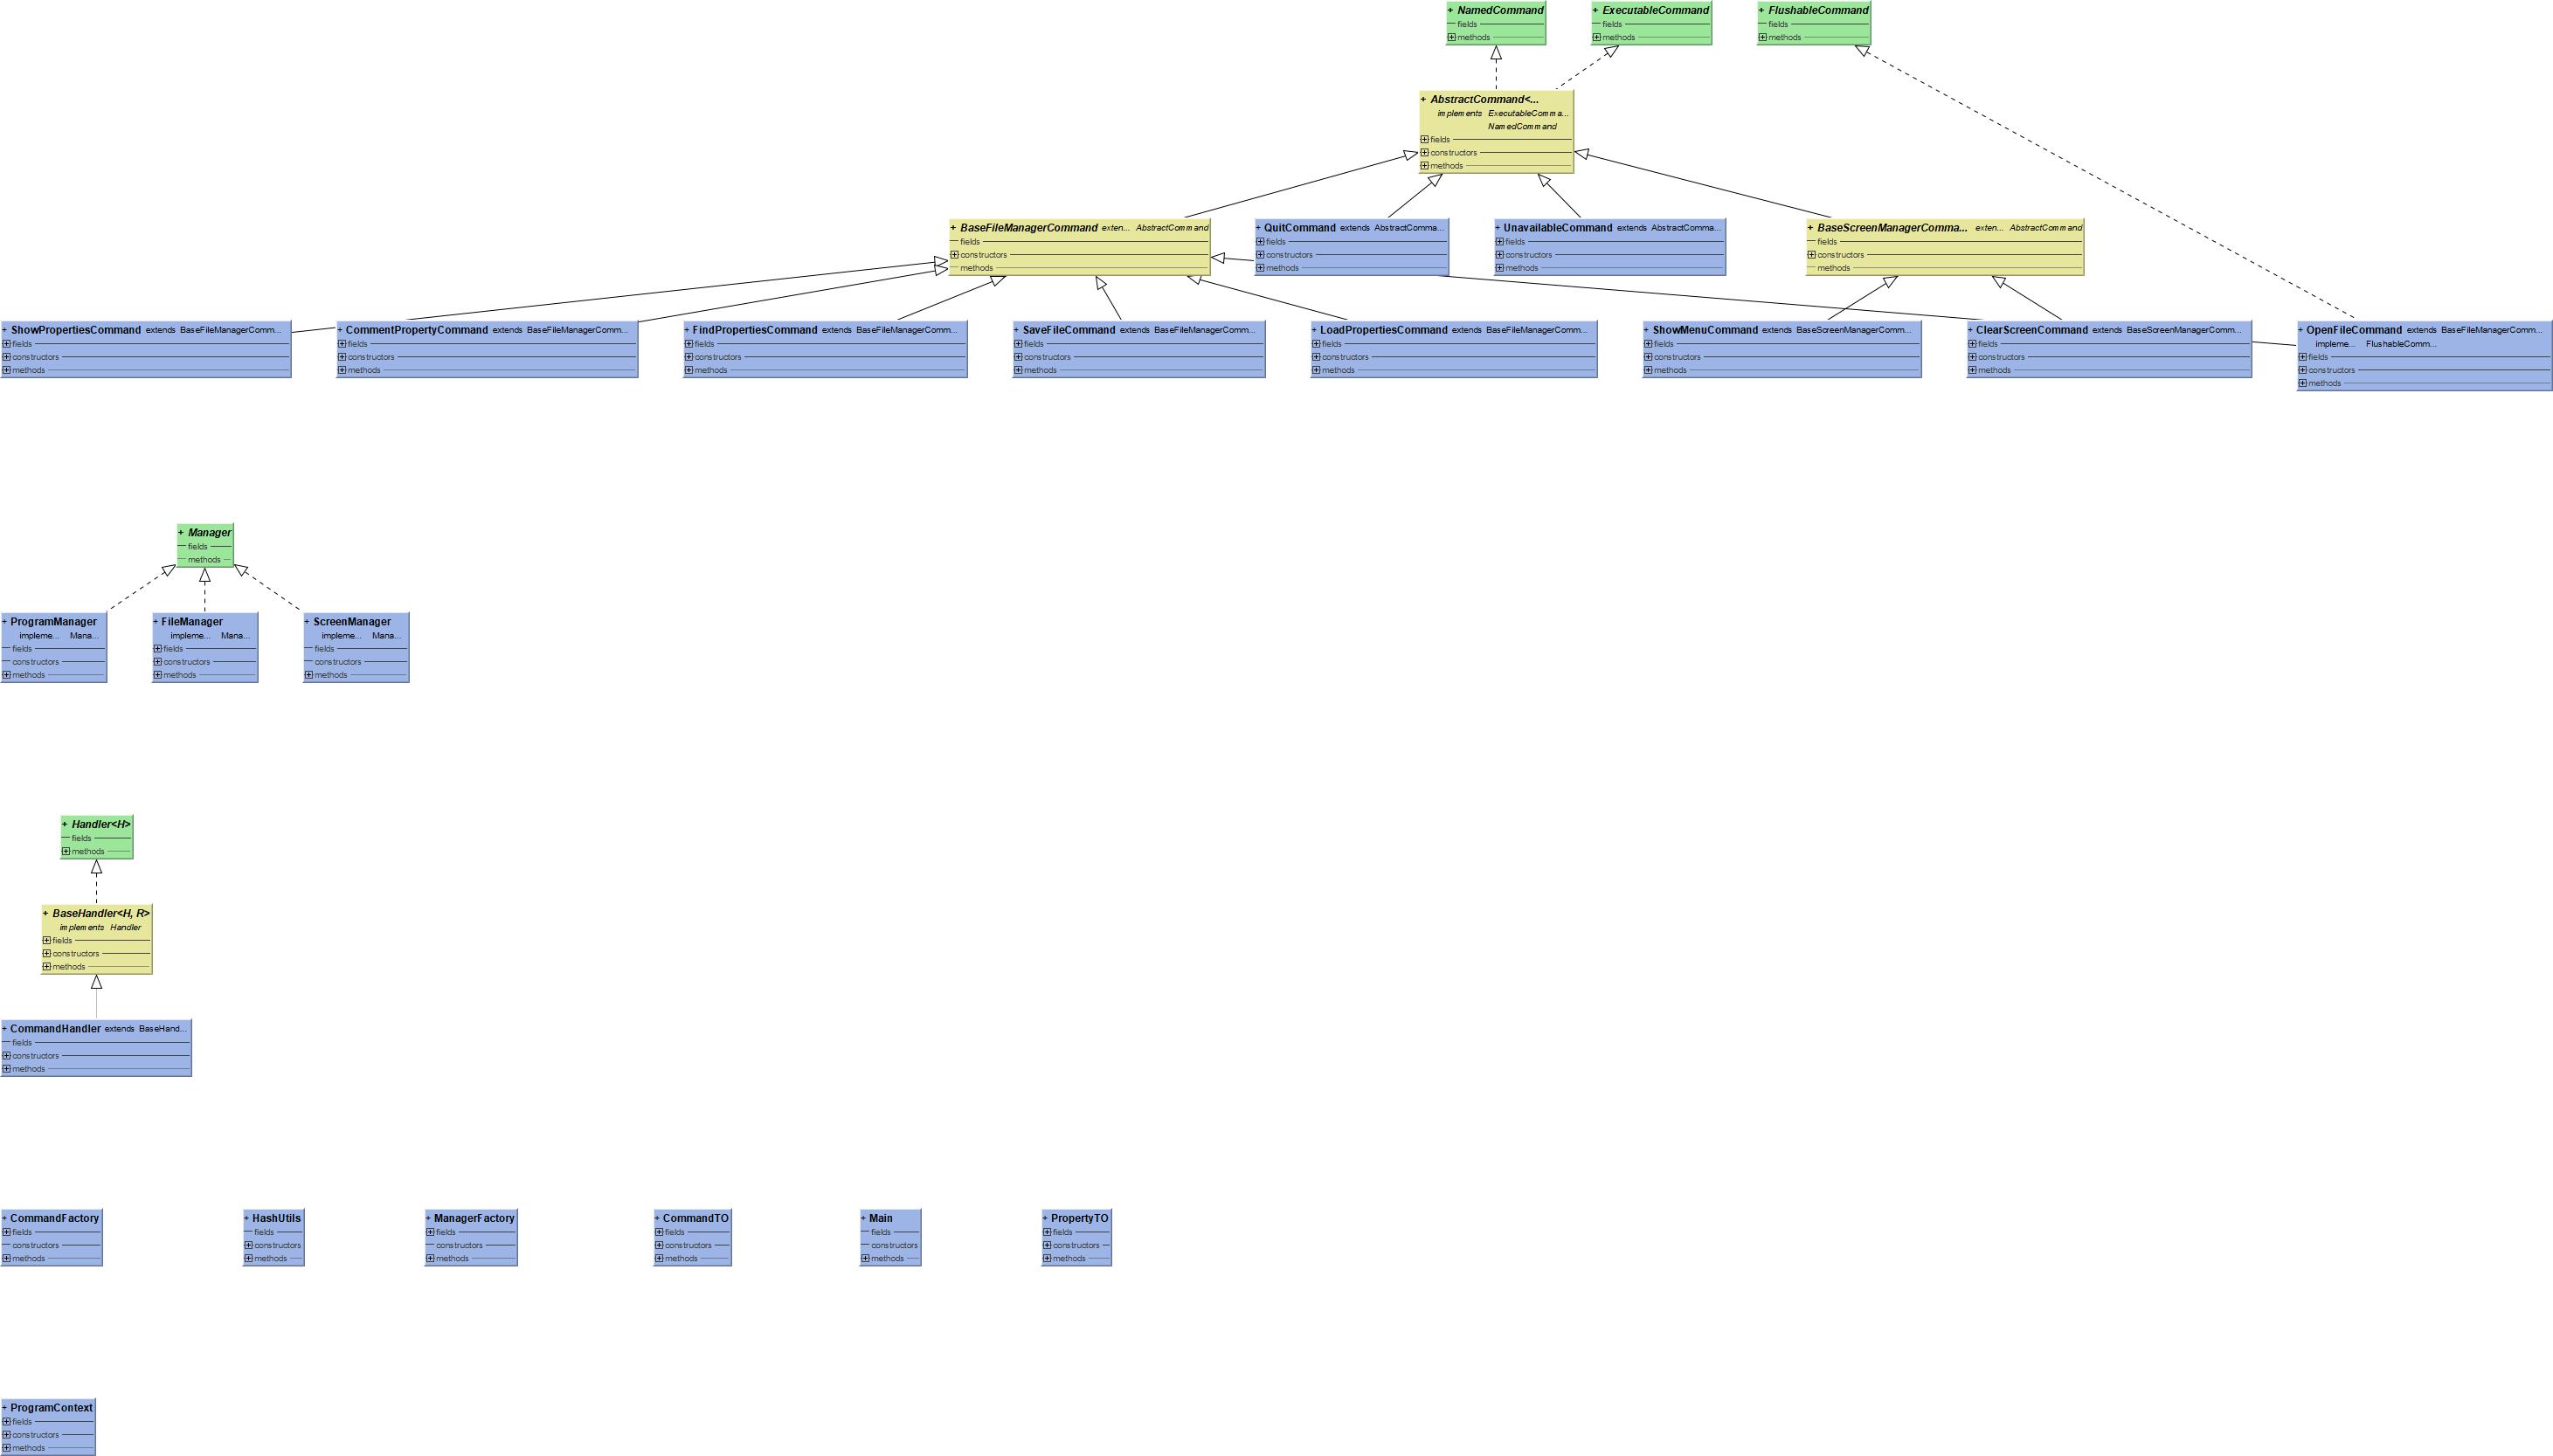 + NamedCommand
fields
methods
+ ExecutableCommand
fields
methods
+ FlushableCommand
fields
methods
+ AbstractCommand<...
implements ExecutableComma...
NamedCommand
fields
constructors
methods
+ BaseFileManagerCommand exten... AbstractCommand
fields
constructors
methods
+ QuitCommand extends AbstractComma...
fields
constructors
methods
+ UnavailableCommand extends AbstractComma...
fields
constructors
methods
+ BaseScreenManagerComma... exten... AbstractCommand
fields
constructors
methods
+ ShowPropertiesCommand extends BaseFileManagerComm...
fields
constructors
methods
+ CommentPropertyCommand extends BaseFileManagerComm...
fields
constructors
methods
+ FindPropertiesCommand extends BaseFileManagerComm...
fields
constructors
methods
+ SaveFileCommand extends BaseFileManagerComm...
fields
constructors
methods
+ LoadPropertiesCommand extends BaseFileManagerComm...
fields
constructors
methods
+ ShowMenuCommand extends BaseScreenManagerComm...
fields
constructors
methods
+ ClearScreenCommand extends BaseScreenManagerComm...
fields
constructors
methods
+ OpenFileCommand extends BaseFileManagerComm...
impleme... FlushableComm...
fields
constructors
methods
+ Manager
fields
methods
+ ProgramManager
impleme... Mana...
fields
constructors
methods
+ FileManager
impleme... Mana...
fields
constructors
methods
+ ScreenManager
impleme... Mana...
fields
constructors
methods
+ Handler<H>
fields
methods
+ BaseHandler<H, R>
implements Handler
fields
constructors
methods
+ CommandHandler extends BaseHand...
fields
constructors
methods
+ CommandFactory
fields
constructors
methods
+ HashUtils
fields
constructors
methods
+ ManagerFactory
fields
constructors
methods
+ CommandTO
fields
constructors
methods
+ Main
fields
constructors
methods
+ PropertyTO
fields
constructors
methods
+ ProgramContext
fields
constructors
methods